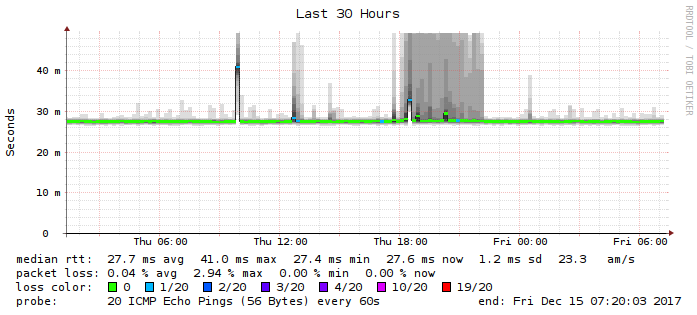 Last 30 Hours
RRDTOOL / TOBI OETIKER
Seconds
40 m
30 m
20 m
10 m
0
Thu 06:00 Thu 12:00 Thu 18:00 Fri 00:00 Fri 06:00
median rtt: 27.7 ms avg 41.0 ms max 27.4 ms min 27.6 ms now 1.2 ms sd 23.3 am/s
packet loss: 0.04 % avg 2.94 % max 0.00 % min 0.00 % now
loss color: 0 1/20 2/20 3/20 4/20 10/20 19/20
probe: 20 ICMP Echo Pings (56 Bytes) every 60s end: Fri Dec 15 07:20:03 2017